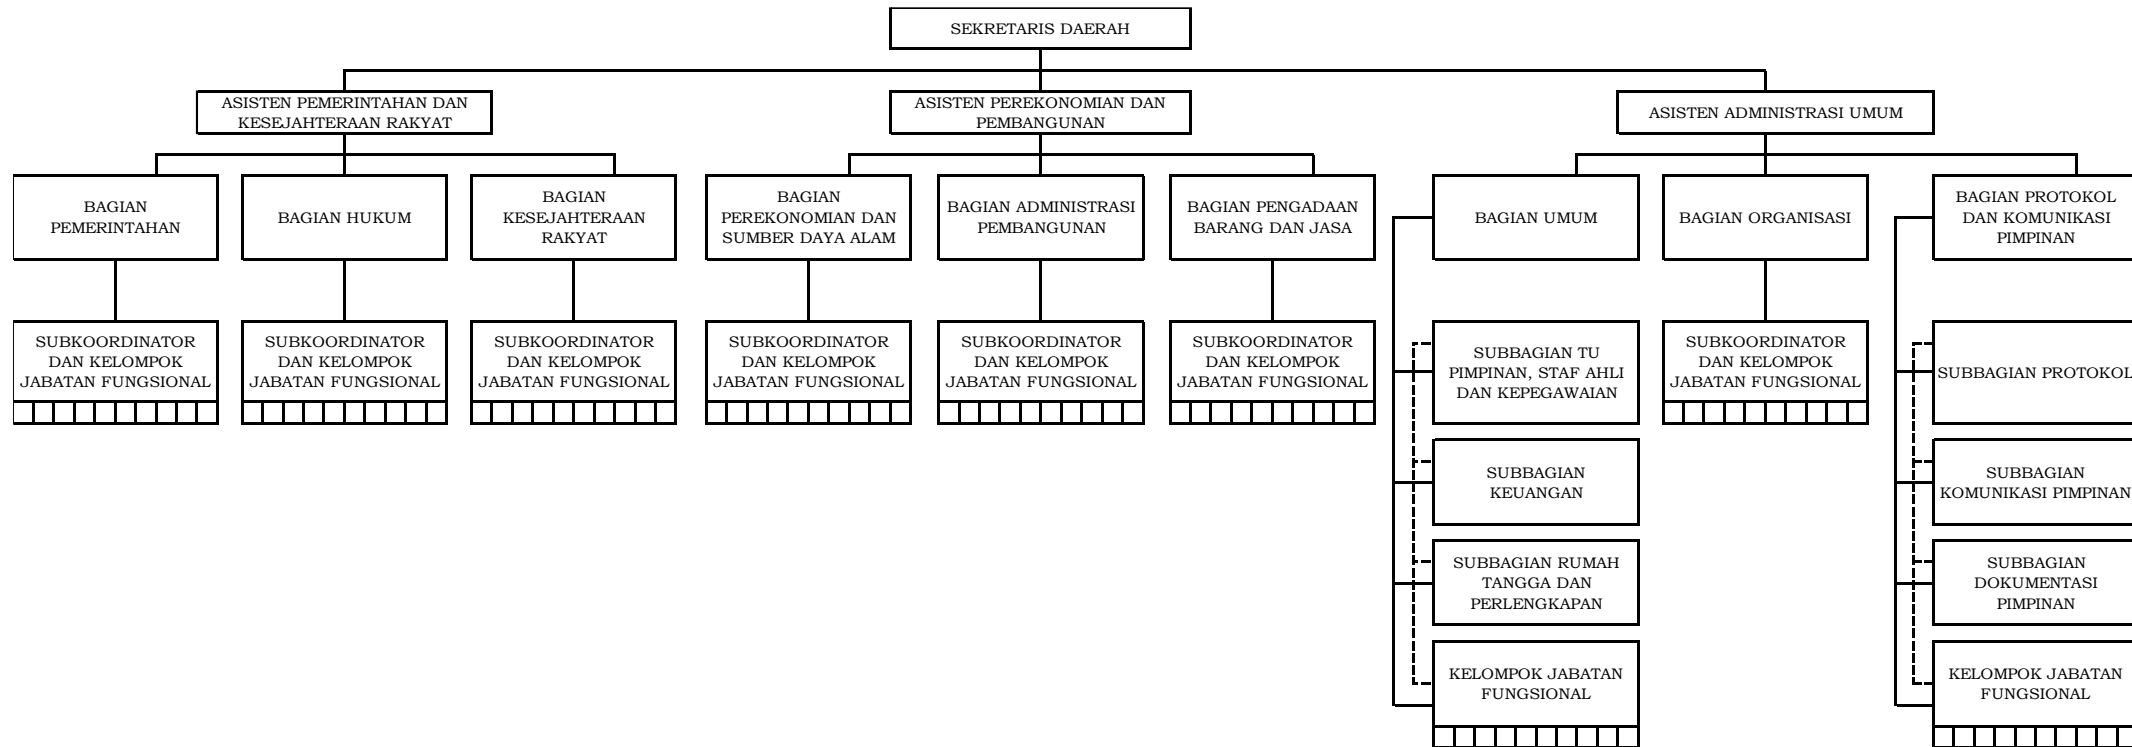 SEKRETARIS DAERAH
ASISTEN PEMERINTAHAN DAN
KESEJAHTERAAN RAKYAT
ASISTEN PEREKONOMIAN DAN
PEMBANGUNAN
ASISTEN ADMINISTRASI UMUM
BAGIAN
PEMERINTAHAN
BAGIAN HUKUM
BAGIAN
KESEJAHTERAAN
RAKYAT
BAGIAN
PEREKONOMIAN DAN
SUMBER DAYA ALAM
BAGIAN ADMINISTRASI
PEMBANGUNAN
BAGIAN PENGADAAN
BARANG DAN JASA
BAGIAN UMUM
BAGIAN ORGANISASI
BAGIAN PROTOKOL
DAN KOMUNIKASI
PIMPINAN
SUBKOORDINATOR
DAN KELOMPOK
JABATAN FUNGSIONAL
SUBKOORDINATOR
DAN KELOMPOK
JABATAN FUNGSIONAL
SUBKOORDINATOR
DAN KELOMPOK
JABATAN FUNGSIONAL
SUBKOORDINATOR
DAN KELOMPOK
JABATAN FUNGSIONAL
SUBKOORDINATOR
DAN KELOMPOK
JABATAN FUNGSIONAL
SUBKOORDINATOR
DAN KELOMPOK
JABATAN FUNGSIONAL
SUBBAGIAN TU
PIMPINAN, STAF AHLI
DAN KEPEGAWAIAN
SUBKOORDINATOR
DAN KELOMPOK
JABATAN FUNGSIONAL
SUBBAGIAN PROTOKOL
SUBBAGIAN
KEUANGAN
SUBBAGIAN
KOMUNIKASI PIMPINAN
SUBBAGIAN RUMAH
TANGGA DAN
PERLENGKAPAN
SUBBAGIAN
DOKUMENTASI
PIMPINAN
KELOMPOK JABATAN
FUNGSIONAL
KELOMPOK JABATAN
FUNGSIONAL